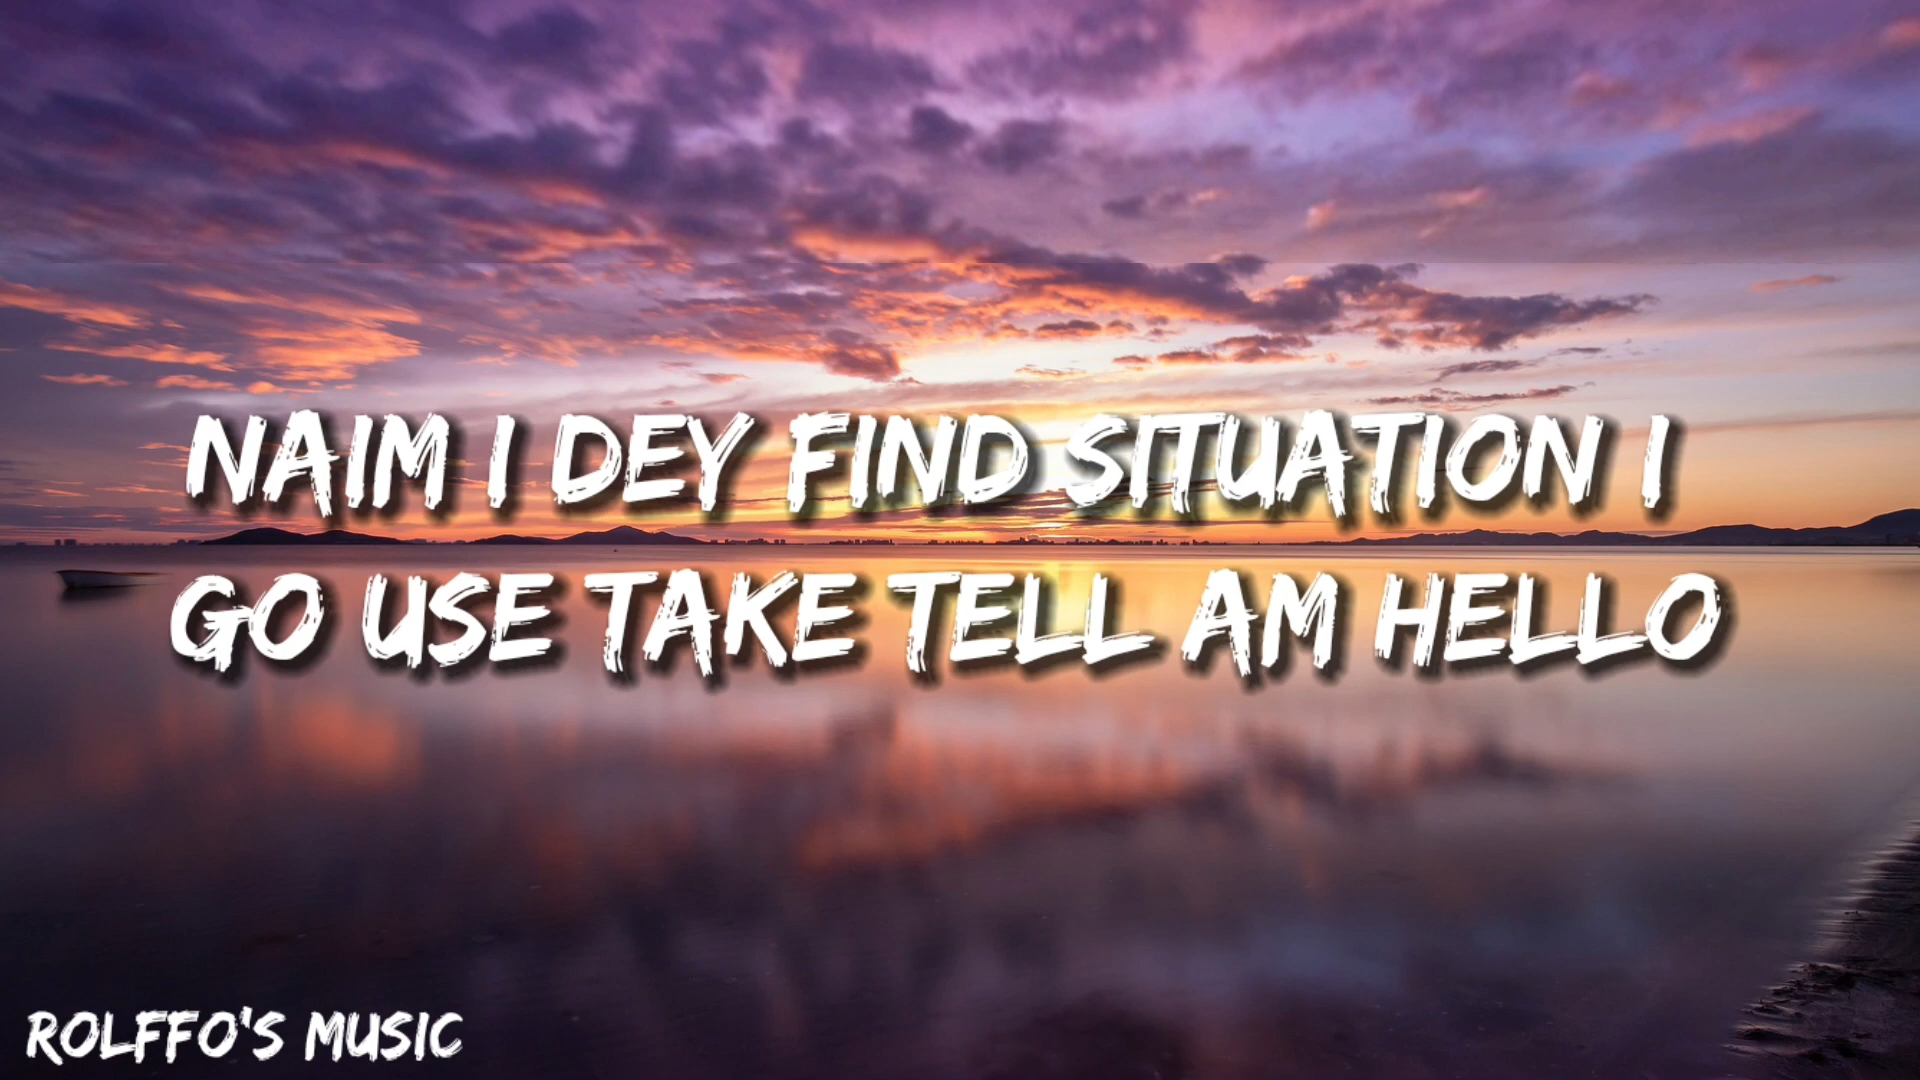 NAIM I DEY FIND SITUATION I
GO USE TAKE TELL AM HELLO
ROLFFO'S MUSIC